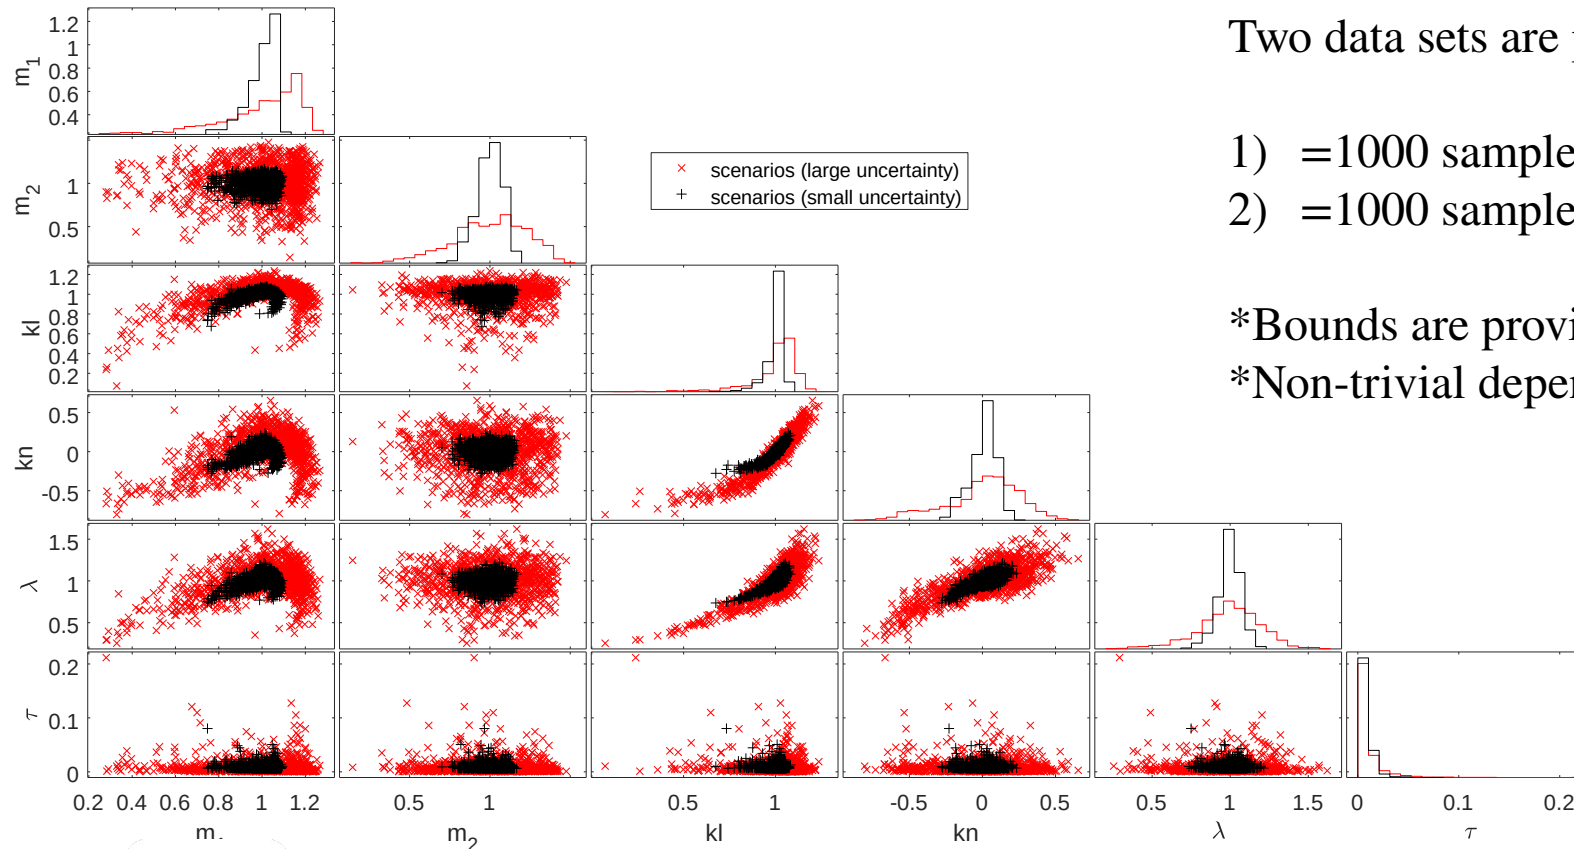 Two data sets are
1) =1000 sample
2) =1000 sample
*Bounds are
*Non-trivial
scenarios (large uncertainty)
scenarios (small uncertainty)
m1
1.2
1
0.8
0.6
0.4
m2
1
0.5
kl
1.2
1
0.8
0.6
0.4
0.2
kn
0.5
0
-0.5
λ
1.5
1
0.5
τ
0.2
0.1
0
0.2 0.4 0.6 0.8 1 1.2
0.5 1
0.5 1
-0.5 0 0.5
0.5 1 1.5
0 0.1 0.2
m2 kl kn λ τ